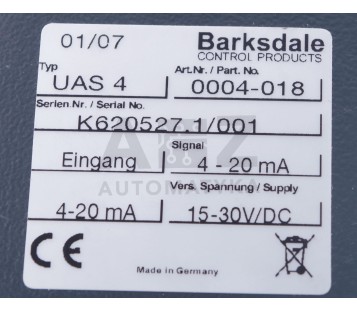 01/07 Barksdale
CONTROL PRODUCTS
Typ Art.Nr. / Part. No.
UAS 4 0004-018
Serien.Nr. / Serial No.
K620527.1/001
Signal
Eingang 4 - 20 mA
AUTOMATYKA
Vers. Spannung / Supply
4-20 mA 15-30V/DC
CE
Made in Germany